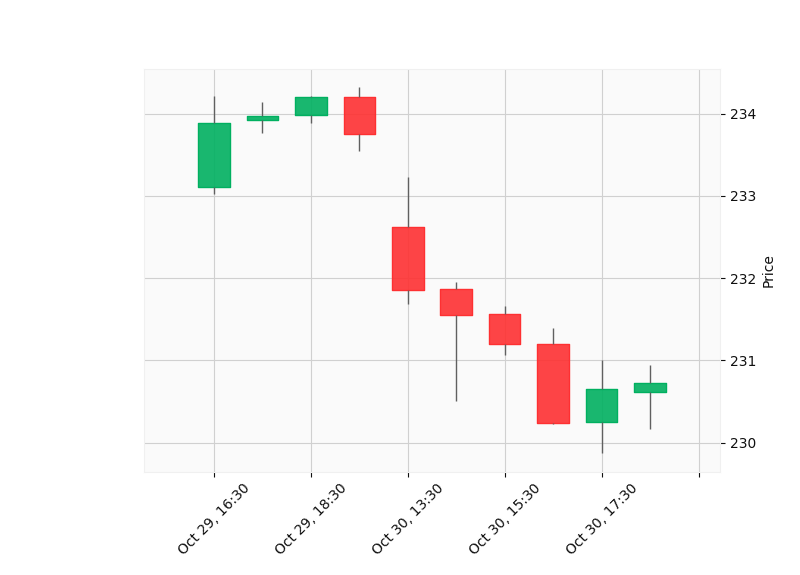 234
233
232
231
230
Price
Oct 29, 16:30
Oct 29, 18:30
Oct 30, 13:30
Oct 30, 15:30
Oct 30, 17:30